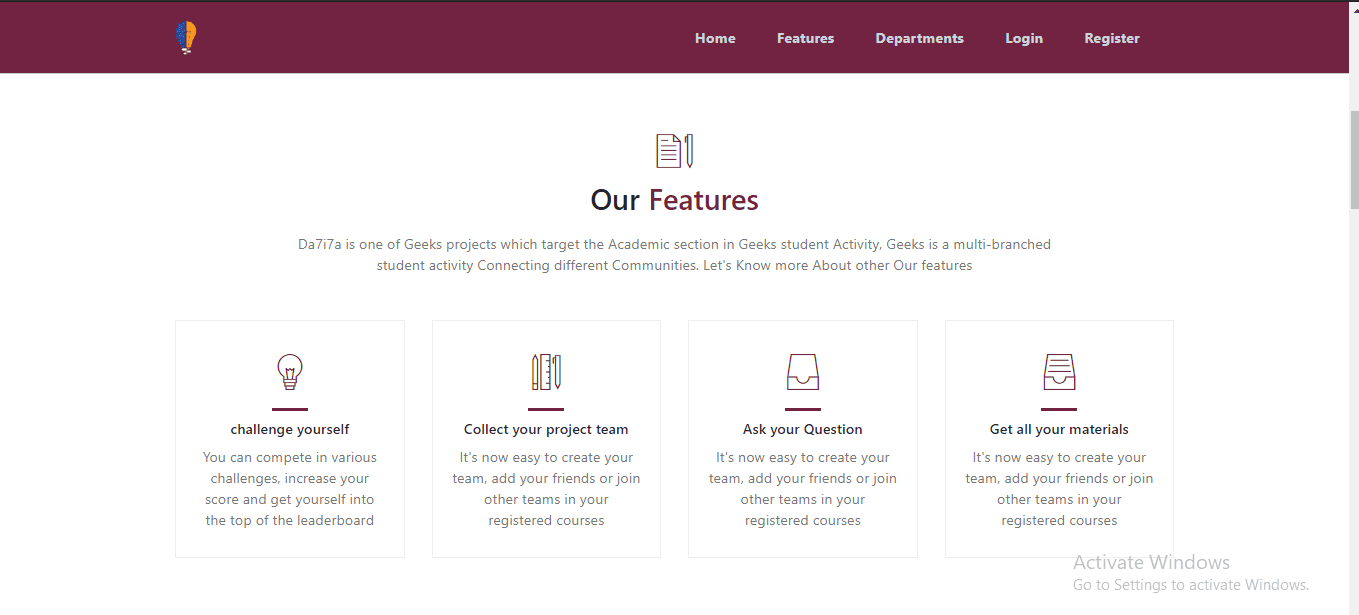 Home Features Departments Login Register
Our Features
Da7i7a is one of Geeks projects which target the Academic section in Geeks student Activity, Geeks is a multi-branched
student activity Connecting different Communities. Let's Know more About other Our features
challenge yourself
You can compete in various
challenges, increase your
score and get yourself into
the top of the leaderboard
Collect your project team
It's now easy to create your
team, add your friends or join
other teams in your
registered courses
Ask your Question
It's now easy to create your
team, add your friends or join
other teams in your
registered courses
Get all your materials
It's now easy to create your
team, add your friends or join
other teams in your
registered courses
Activate Windows
Go to Settings to activate Windows.